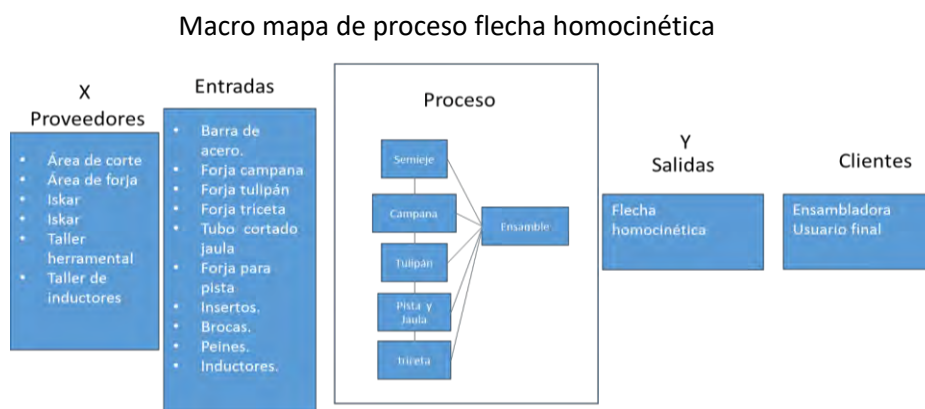 Macro mapa de proceso flecha homocinética
X
Proveedores
• Área de corte
• Área de forja
• Iskar
• Iskar
• Taller
herramental
• Taller de
inductores
Entradas
• Barra de
acero.
• Forja campana
• Forja tulipán
• Forja triceta
• Tubo cortado
jaula
• Forja para
pista
• Insertos.
• Brocas.
• Peines.
• Inductores.
Proceso
Semieje
Campana
Tulipán
Pista y
Jaula
triceta
Ensamble
Y
Salidas
Flecha
homocinética
Clientes
Ensambladora
Usuario final